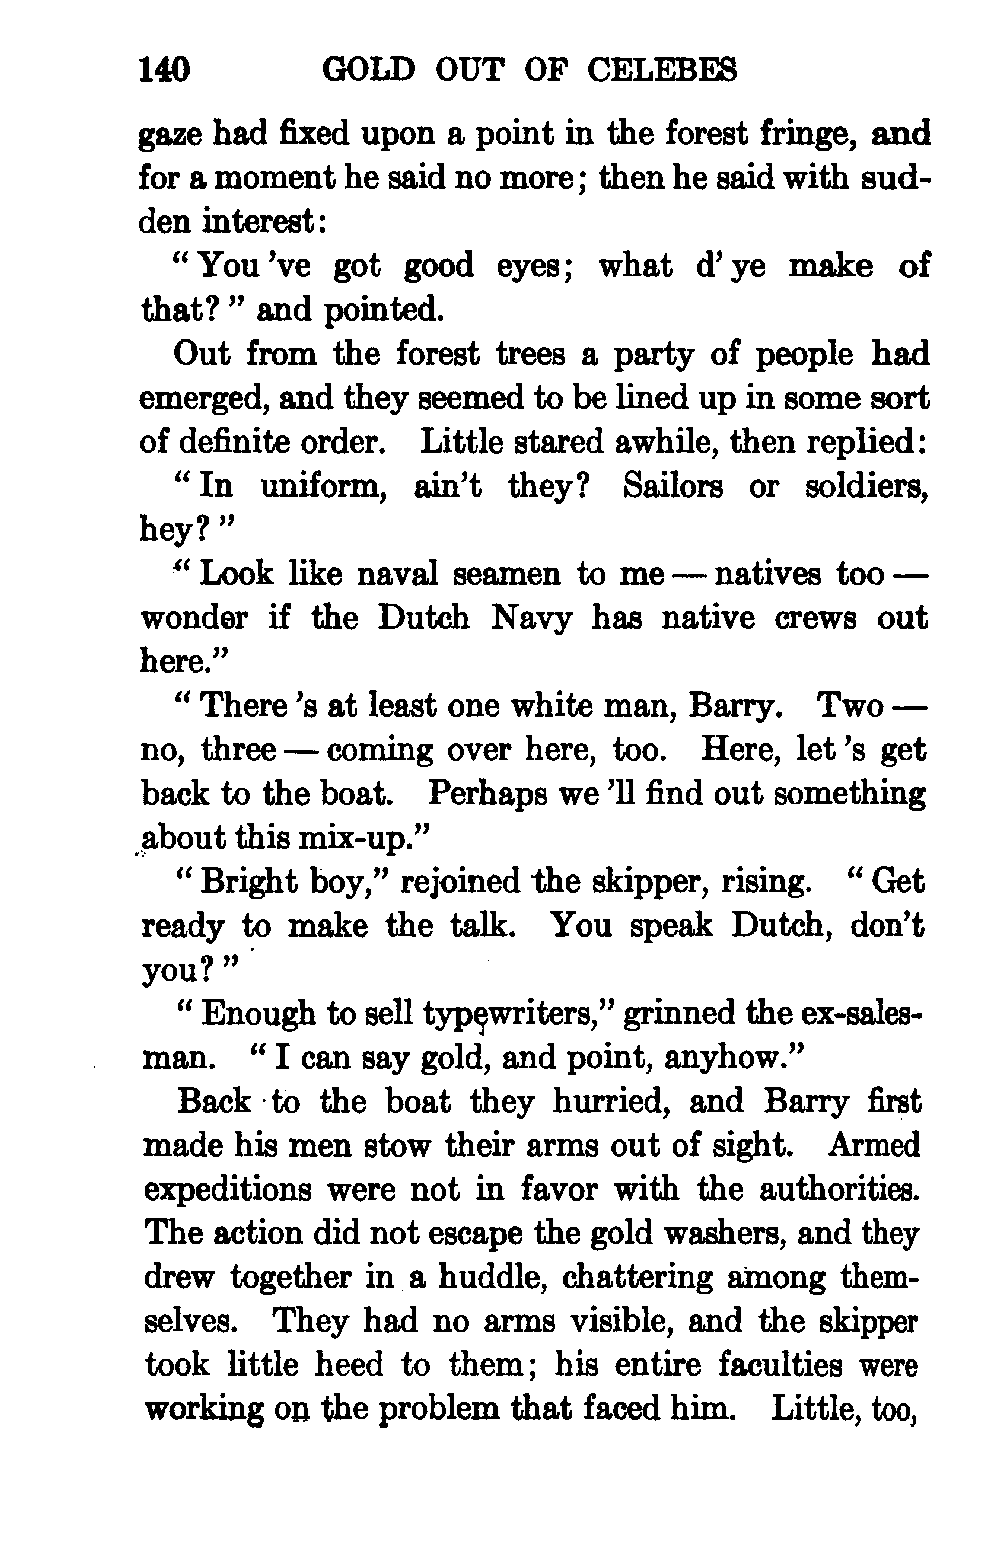 140 GOLD OUT OF CELEBES
gaze had fixed upon a point in the forest fringe, and
for a moment he said no more; then he said with sud-
den interest:
“ You ’ve got good eyes; what d’ ye make of
that? ” and pointed.
Out from the forest trees a party of people had
emerged, and they seemed to be lined up in some sort
of definite order. Little stared awhile, then replied:
“ In uniform, ain’t they? Sailors or soldiers,
hey? ”
“ Look like naval seamen to me — natives too —
wonder if the Dutch Navy has native crews out
here.”
“ There ’s at least one white man, Barry. Two —
no, three — coming over here, too. Here, let ’s get
back to the boat. Perhaps we ’ll find out something
about this mix-up.”
“ Bright boy,” rejoined the skipper, rising. “ Get
ready to make the talk. You speak Dutch, don’t
you? ”
“ Enough to sell typewriters,” grinned the ex-sales-
man. “ I can say gold, and point, anyhow.”
Back to the boat they hurried, and Barry first
made his men stow their arms out of sight. Armed
expeditions were not in favor with the authorities.
The action did not escape the gold washers, and they
drew together in a huddle, chattering among them-
selves. They had no arms visible, and the skipper
took little heed to them; his entire faculties were
working on the problem that faced him. Little, too,